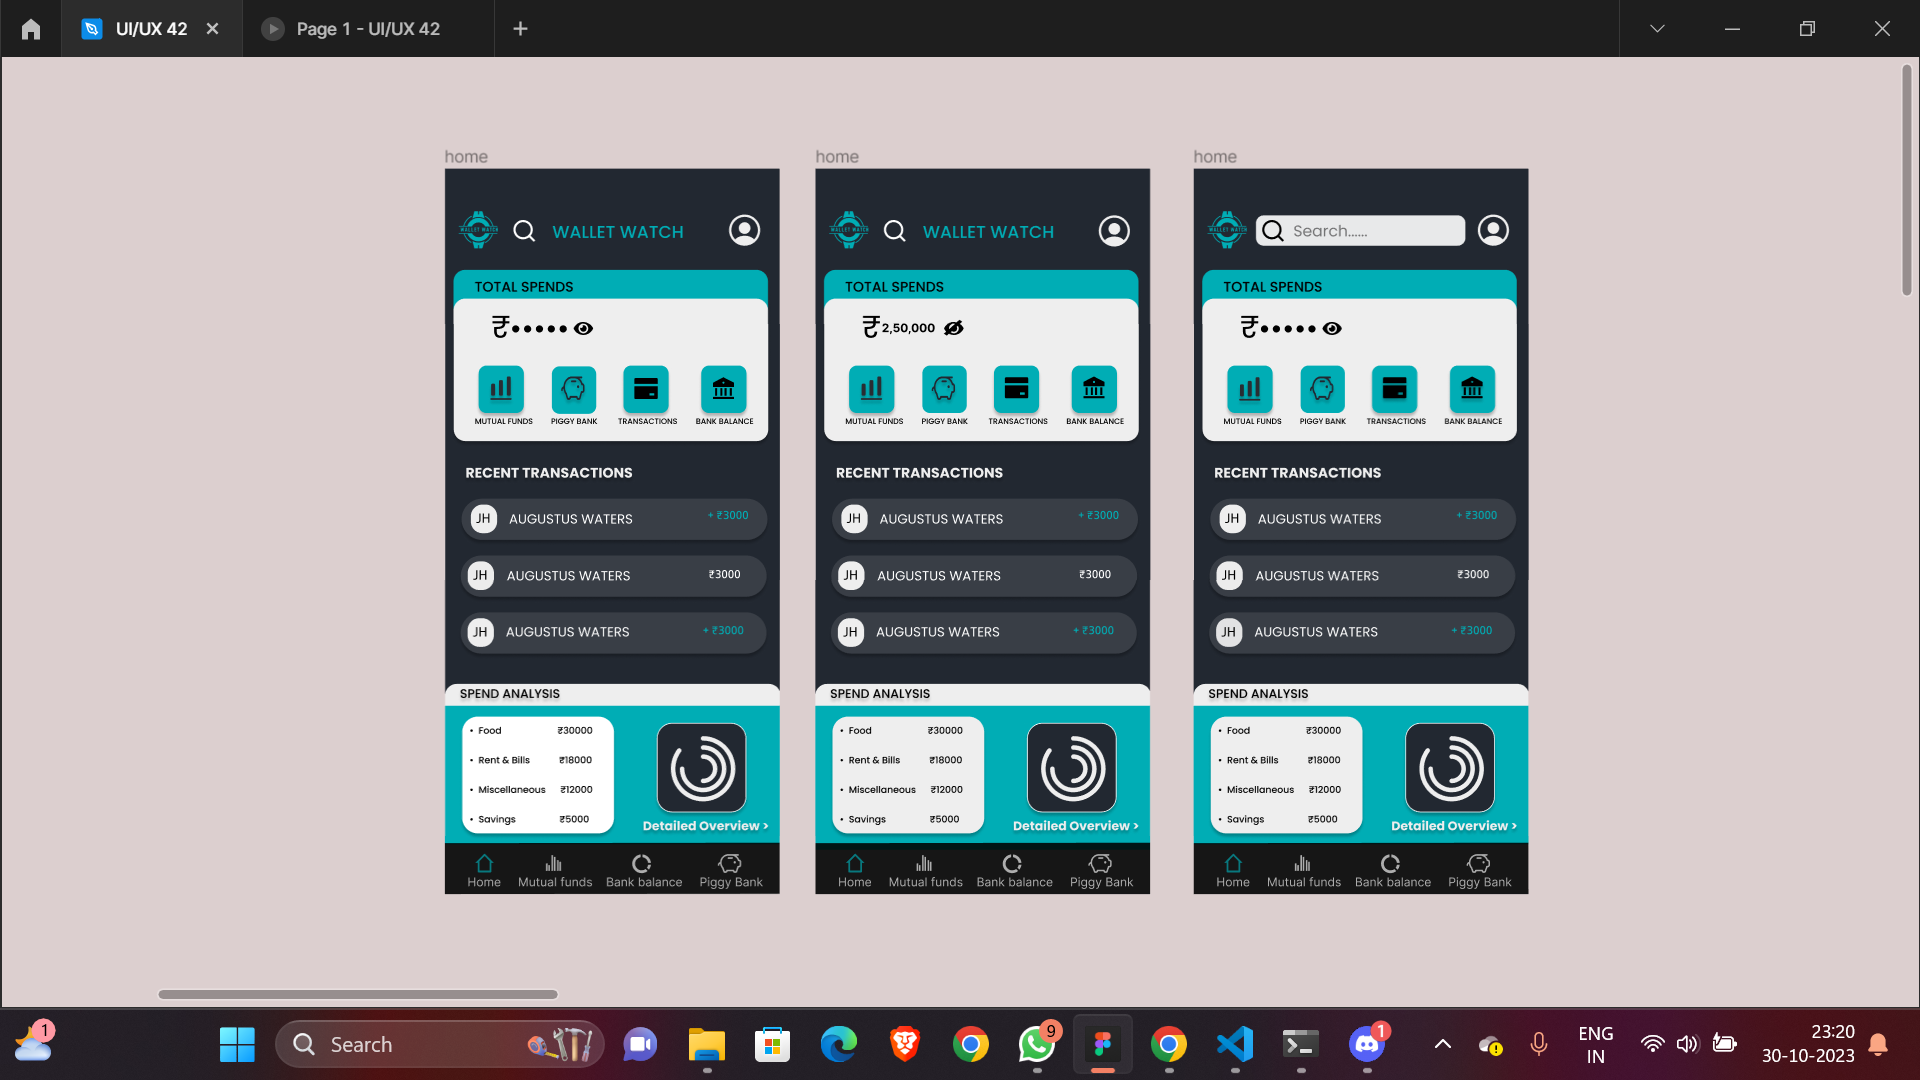 UI/UX 42
Page 1 - UI/UX 42
home
WALLET WATCH
WALLET WATCH
TOTAL SPENDS
₹•••••
MUTUAL FUNDS PIGGY BANK TRANSACTIONS BANK BALANCE
RECENT TRANSACTIONS
JH AUGUSTUS WATERS + ₹3000
JH AUGUSTUS WATERS ₹3000
JH AUGUSTUS WATERS + ₹3000
SPEND ANALYSIS
• Food ₹30000
• Rent & Bills ₹18000
• Miscellaneous ₹12000
• Savings ₹5000
Detailed Overview >
Home Mutual funds Bank balance Piggy Bank
home
WALLET WATCH
WALLET WATCH
TOTAL SPENDS
₹2,50,000
MUTUAL FUNDS PIGGY BANK TRANSACTIONS BANK BALANCE
RECENT TRANSACTIONS
JH AUGUSTUS WATERS + ₹3000
JH AUGUSTUS WATERS ₹3000
JH AUGUSTUS WATERS + ₹3000
SPEND ANALYSIS
• Food ₹30000
• Rent & Bills ₹18000
• Miscellaneous ₹12000
• Savings ₹5000
Detailed Overview >
Home Mutual funds Bank balance Piggy Bank
home
WALLET WATCH
Search......
TOTAL SPENDS
₹•••••
MUTUAL FUNDS PIGGY BANK TRANSACTIONS BANK BALANCE
RECENT TRANSACTIONS
JH AUGUSTUS WATERS + ₹3000
JH AUGUSTUS WATERS ₹3000
JH AUGUSTUS WATERS + ₹3000
SPEND ANALYSIS
• Food ₹30000
• Rent & Bills ₹18000
• Miscellaneous ₹12000
• Savings ₹5000
Detailed Overview >
Home Mutual funds Bank balance Piggy Bank
1
Search
9
1
ENG
IN
23:20
30-10-2023